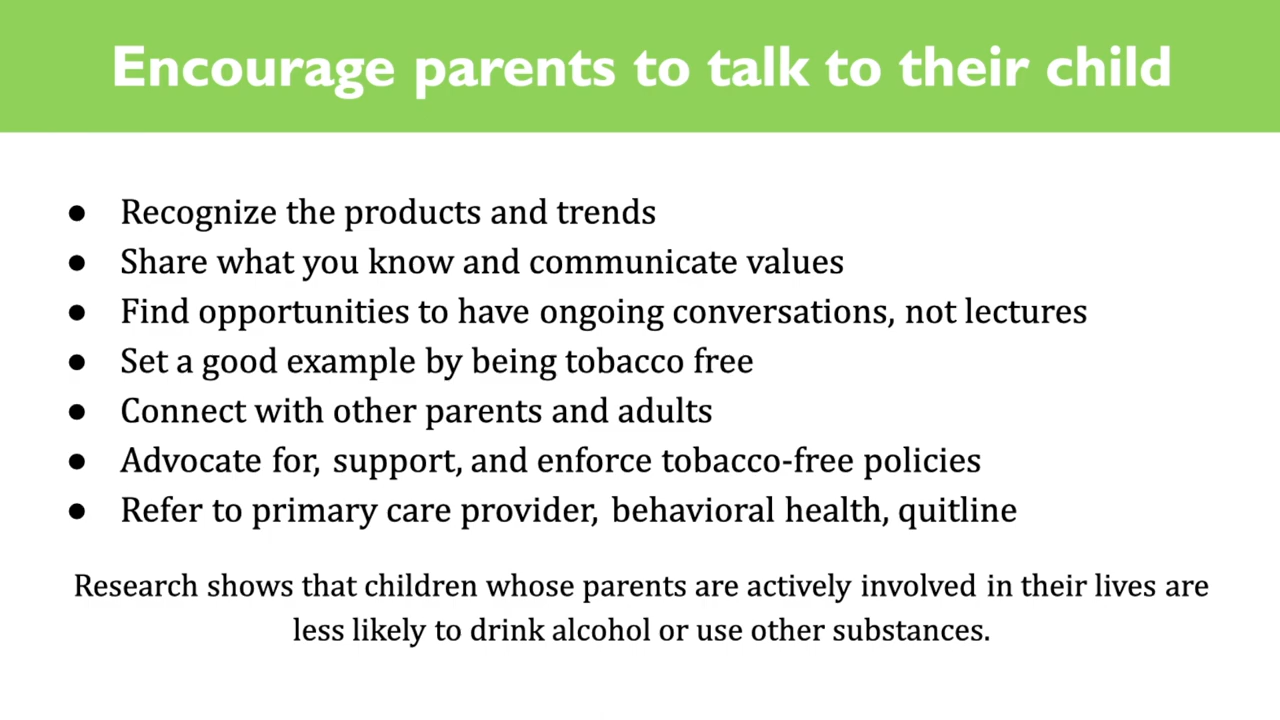 Encourage parents to talk to their child
● Recognize the products and trends
● Share what you know and communicate values
● Find opportunities to have ongoing conversations, not lectures
● Set a good example by being tobacco free
● Connect with other parents and adults
● Advocate for, support, and enforce tobacco-free policies
● Refer to primary care provider, behavioral health, quitline
Research shows that children whose parents are actively involved in their lives are
less likely to drink alcohol or use other substances.